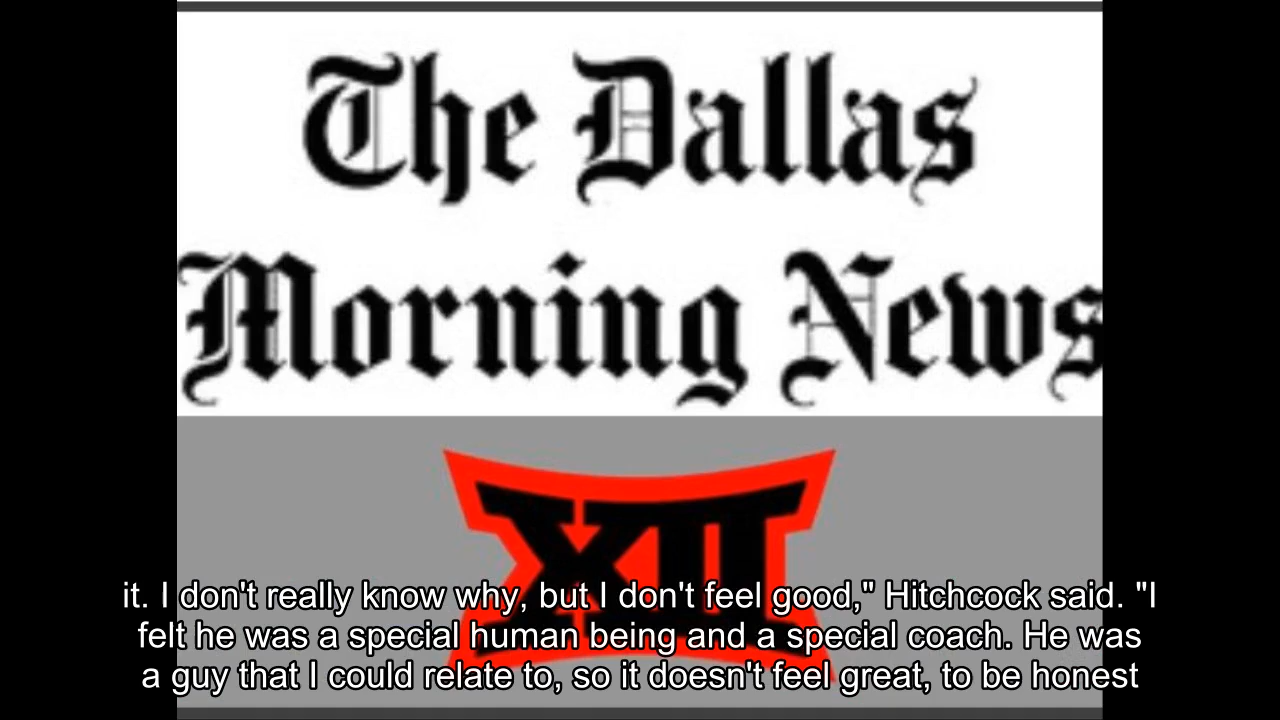 The Dallas
Morning News
XII
it. I don't really know why, but I don't feel good," Hitchcock said. "I
felt he was a special human being and a special coach. He was
a guy that I could relate to, so it doesn't feel great, to be honest